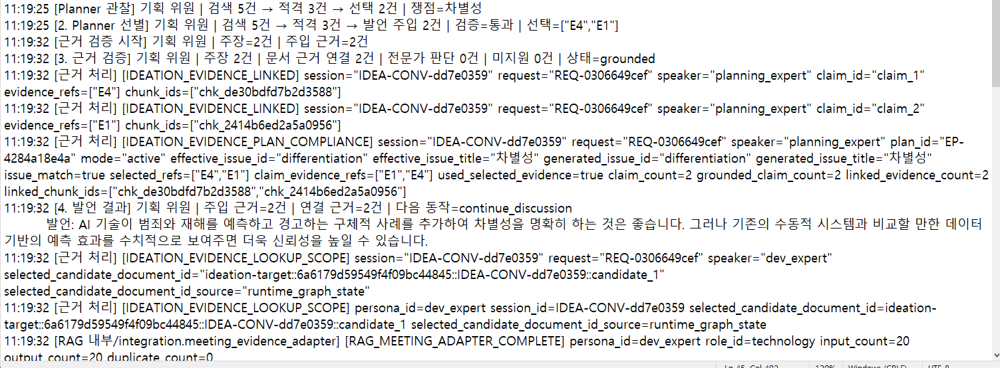 11:19:25 [Planner 관찰] 기획 위원 | 검색 5건 → 적격 3건 → 선택 2건 | 쟁점=차별성
11:19:25 [2. Planner 선별] 기획 위원 | 검색 5건 → 적격 3건 → 발언 주입 2건 | 검증=통과 | 선택=["E4","E1"]
11:19:32 [근거 검증 시작] 기획 위원 | 주장=2건 | 주입 근거=2건
11:19:32 [3. 근거 검증] 기획 위원 | 주장 2건 | 문서 근거 연결 2건 | 전문가 판단 0건 | 미지원 0건 | 상태=grounded
11:19:32 [근거 처리] [IDEATION_EVIDENCE_LINKED] session="IDEA-CONV-dd7e0359" request="REQ-0306649cef" speaker="planning_expert" claim_id="claim_1"
evidence_refs=["E4"] chunk_ids=["chk_de30bdfd7b2d3588"]
11:19:32 [근거 처리] [IDEATION_EVIDENCE_LINKED] session="IDEA-CONV-dd7e0359" request="REQ-0306649cef" speaker="planning_expert" claim_id="claim_2"
evidence_refs=["E1"] chunk_ids=["chk_2414b6ed2a5a0956"]
11:19:32 [근거 처리] [IDEATION_EVIDENCE_PLAN_COMPLIANCE] session="IDEA-CONV-dd7e0359" request="REQ-0306649cef" speaker="planning_expert" plan_id="EP-
4284a18e4a" mode="active" effective_issue_id="differentiation" effective_issue_title="차별성" generated_issue_id="differentiation" generated_issue_title="차별성"
issue_match=true selected_refs=["E4","E1"] claim_evidence_refs=["E1","E4"] used_selected_evidence=true claim_count=2 grounded_claim_count=2 linked_evidence_count=2
linked_chunk_ids=["chk_de30bdfd7b2d3588","chk_2414b6ed2a5a0956"]
11:19:32 [4. 발언 결과] 기획 위원 | 주입 근거=2건 | 연결 근거=2건 | 다음 동작=continue_discussion
발언: AI 기술이 범죄와 재해를 예측하고 경고하는 구체적 사례를 추가하여 차별성을 명확히 하는 것은 좋습니다. 그러나 기존의 수동적 시스템과 비교할 만한 데이터
기반의 예측 효과를 수치적으로 보여주면 더욱 신뢰성을 높일 수 있습니다.
11:19:32 [근거 처리] [IDEATION_EVIDENCE_LOOKUP_SCOPE] session="IDEA-CONV-dd7e0359" request="REQ-0306649cef" speaker="dev_expert"
selected_candidate_document_id="ideation-target::6a6179d59549f4f09bc44845::IDEA-CONV-dd7e0359::candidate_1"
selected_candidate_document_id_source="runtime_graph_state"
11:19:32 [근거 처리] [IDEATION_EVIDENCE_LOOKUP_SCOPE] persona_id=dev_expert session_id=IDEA-CONV-dd7e0359 selected_candidate_document_id=ideation-
target::6a6179d59549f4f09bc44845::IDEA-CONV-dd7e0359::candidate_1 selected_candidate_document_id_source=runtime_graph_state
11:19:32 [RAG 내부/integration.meeting_evidence_adapter] [RAG_MEETING_ADAPTER_COMPLETE] persona_id=dev_expert role_id=technology input_count=20
output_count=20 duplicate_count=0